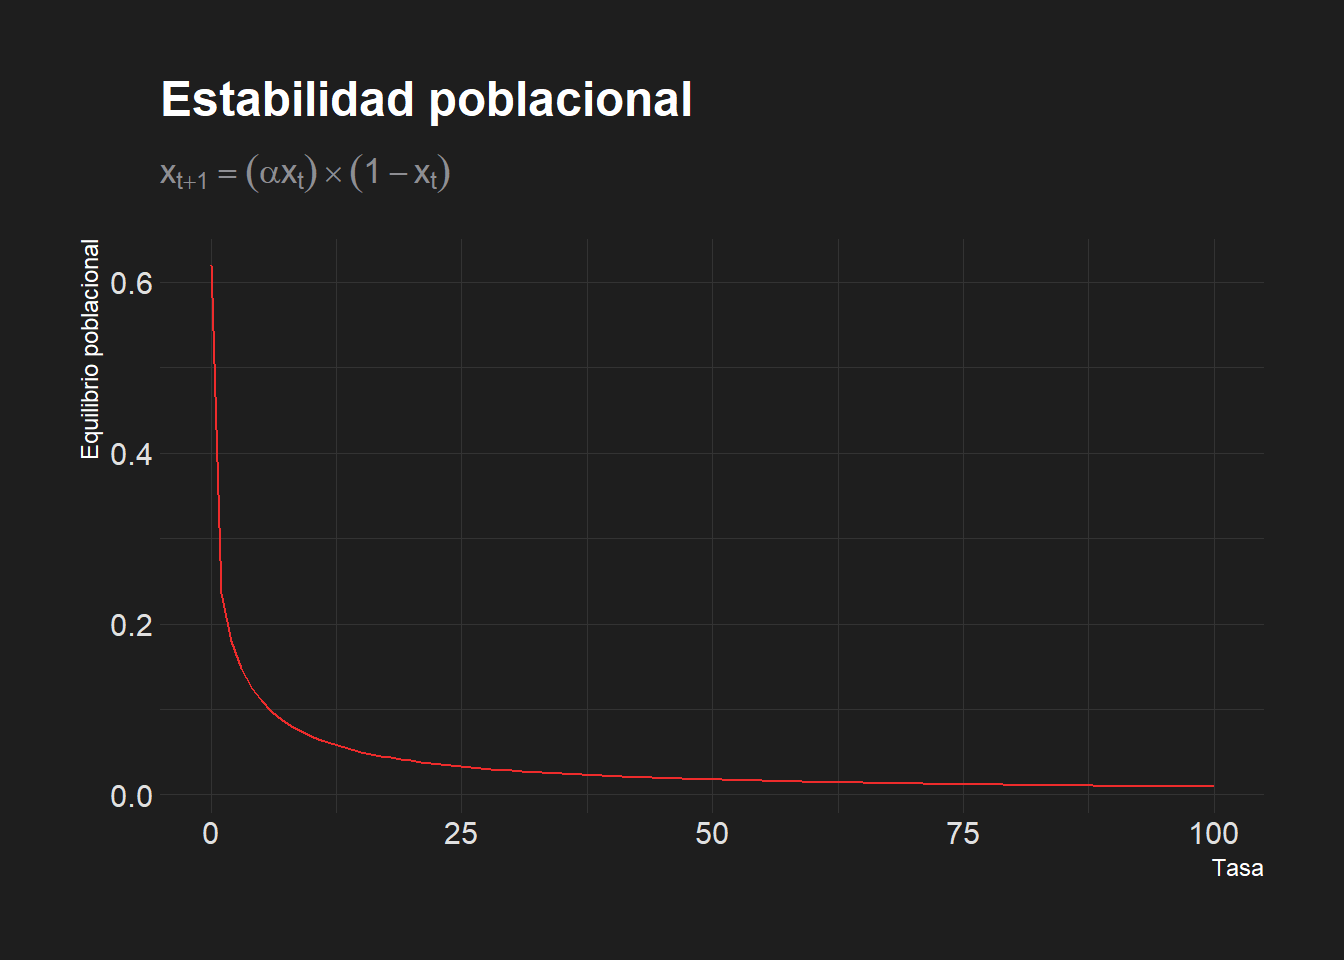 Estabilidad poblacional
xₜ₊₁ = (αxₜ) × (1 − xₜ)
Equilibrio poblacional
0.6
0.4
0.2
0.0
0 25 50 75 100
Tasa